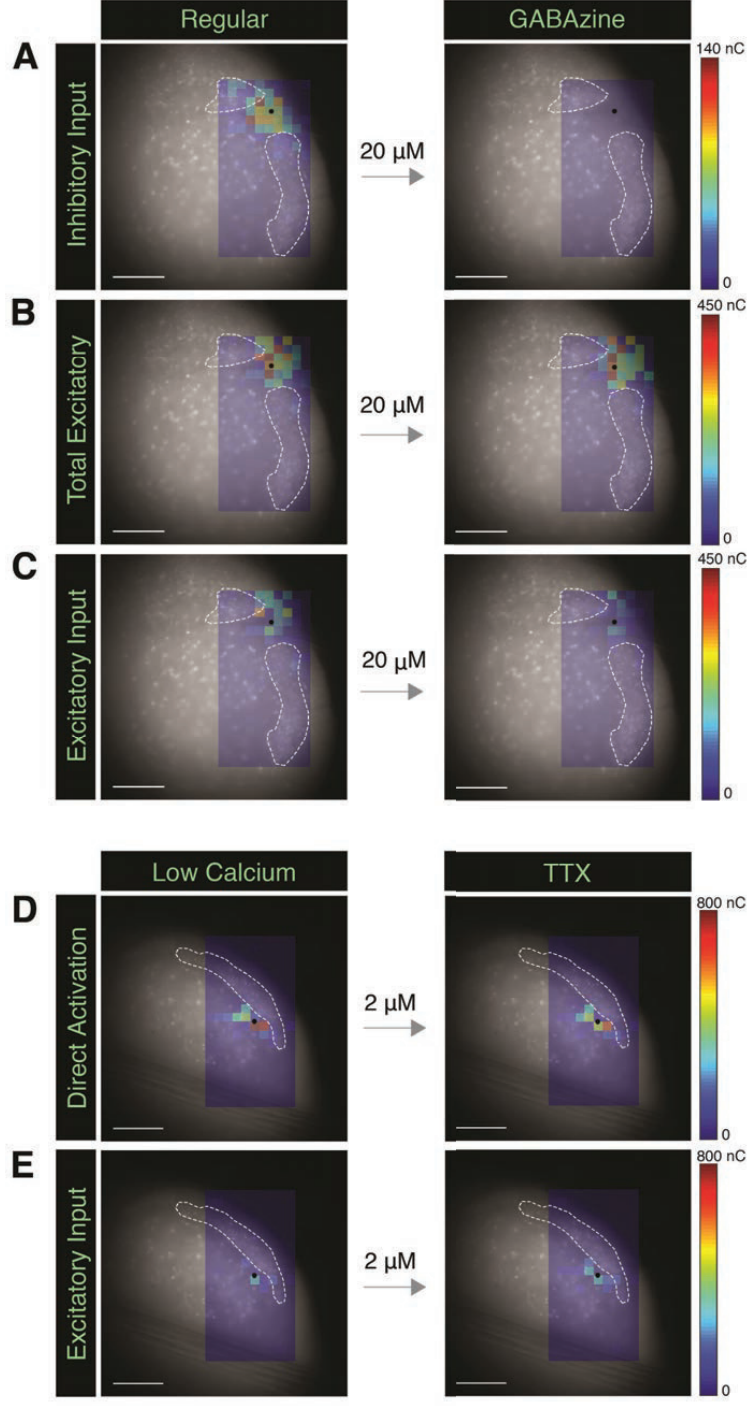 Regular
GABAzine
A
Inhibitory Input
20 µM
140 nC
0
B
Total Excitatory
20 µM
450 nC
0
C
Excitatory Input
20 µM
450 nC
0
Low Calcium
TTX
D
Direct Activation
2 µM
800 nC
0
E
Excitatory Input
2 µM
800 nC
0